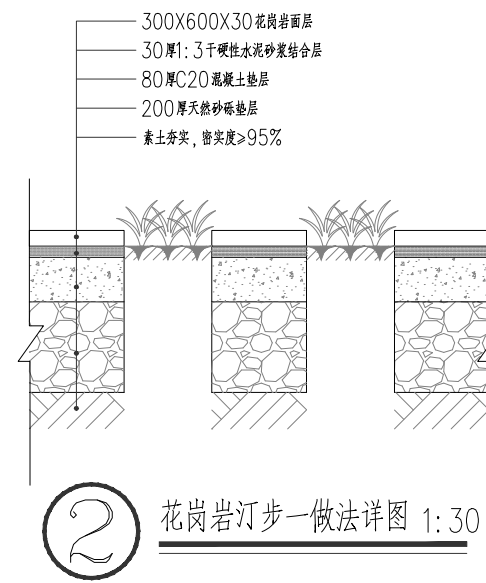 300X600X30花岗岩面层
30厚1:3干硬性水泥砂浆结合层
80厚C20混凝土垫层
200厚天然砂砾垫层
素土夯实，密实度≥95%
2 花岗岩汀步一做法详图 1:30